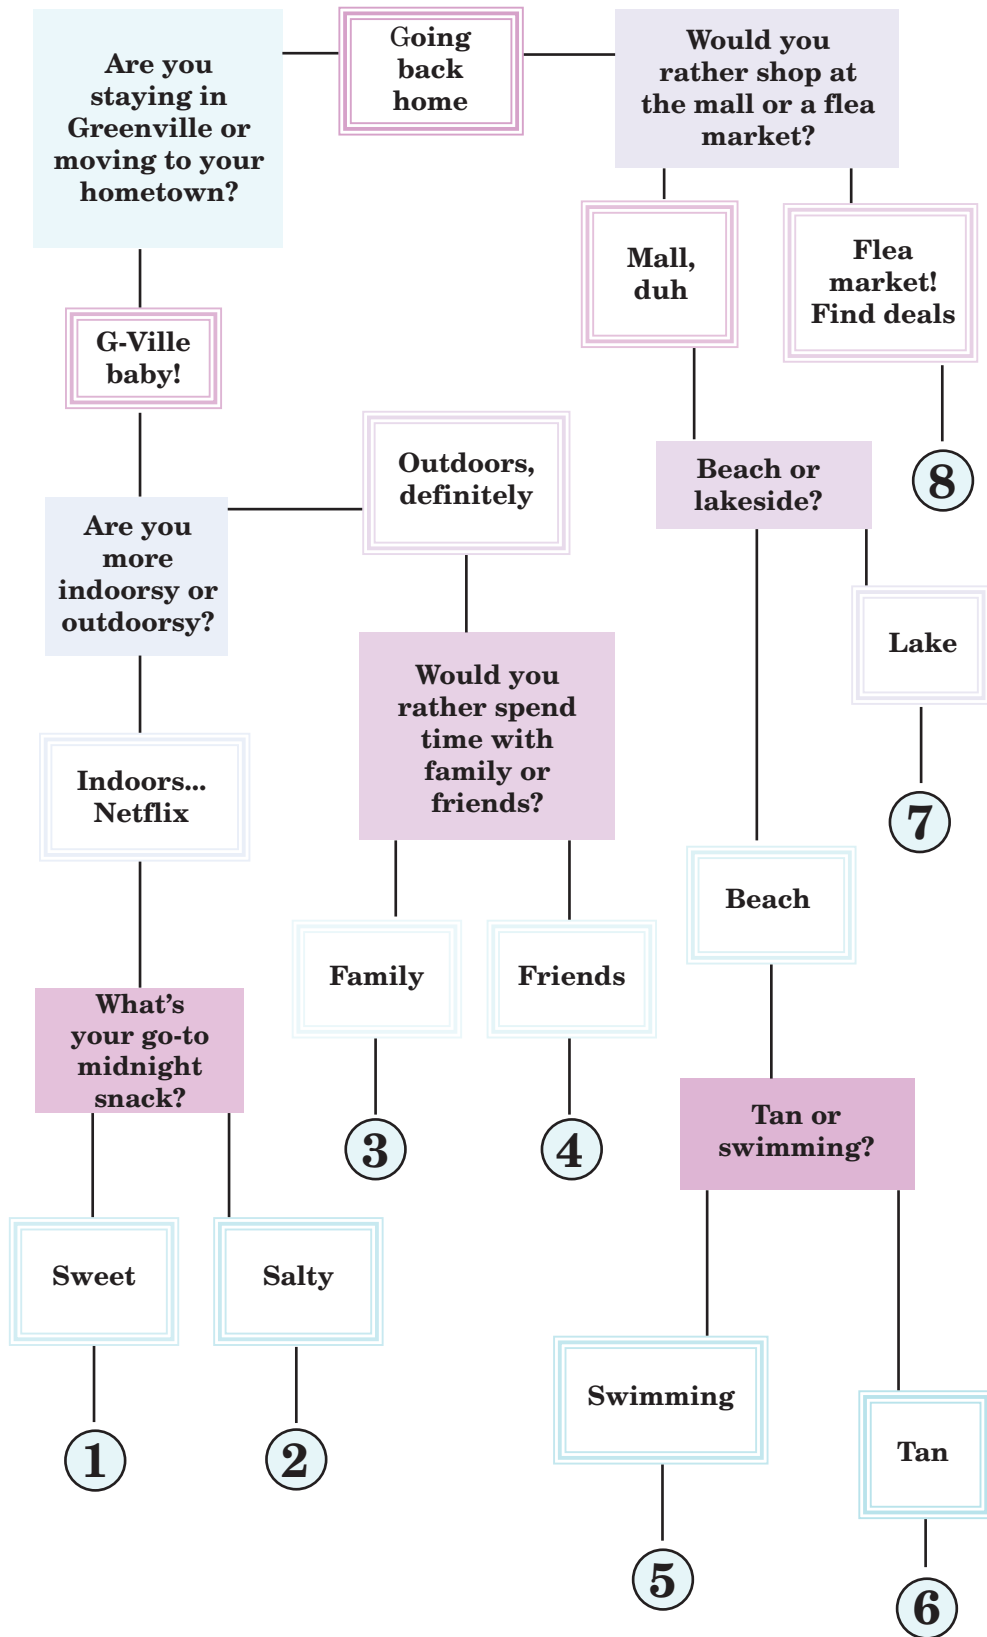 Are you
staying in
Greenville or
moving to your
hometown?
Going
back
home
Would you
rather shop at
the mall or a flea
market?
Mall,
duh
Flea
market!
Find deals
G-Ville
baby!
Outdoors,
definitely
Beach or
lakeside?
8
Are you
more
indoorsy or
outdoorsy?
Lake
Would you
rather spend
time with
family or
friends?
Indoors...
Netflix
7
Beach
Family
Friends
What's
your go-to
midnight
snack?
3
4
Tan or
swimming?
Sweet
Salty
Swimming
Tan
1
2
5
6